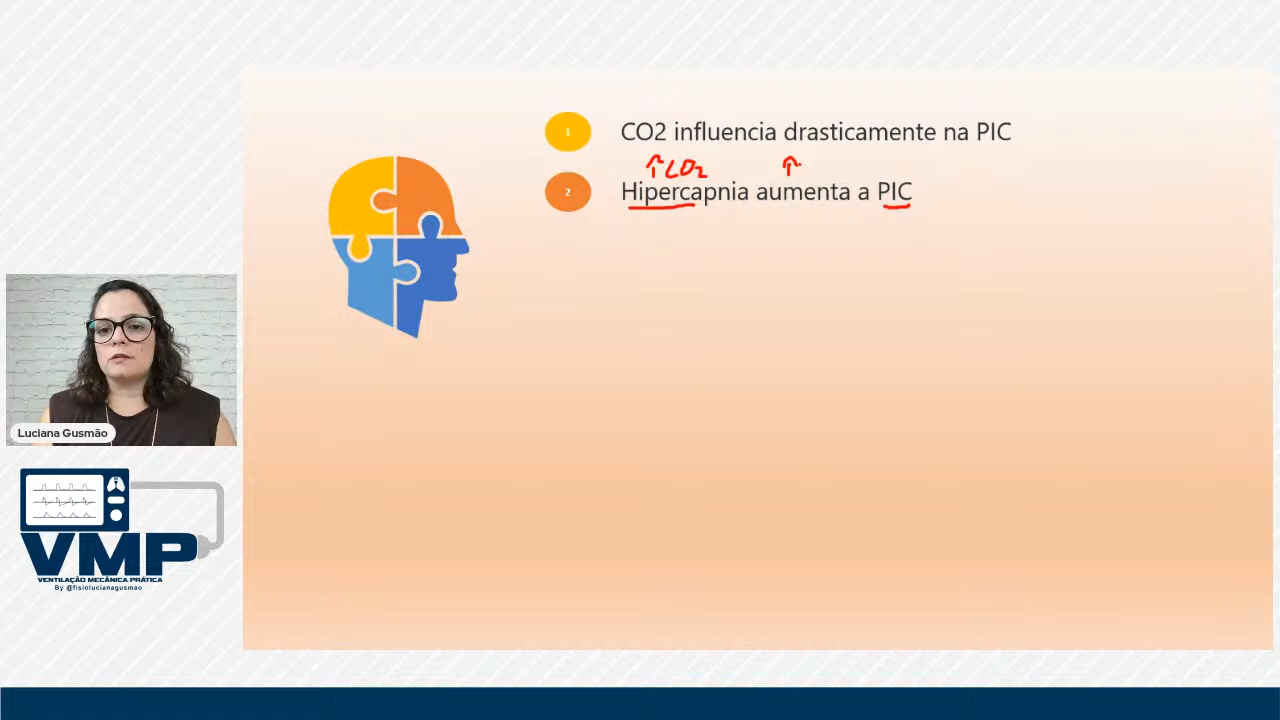 1
CO2 influencia drasticamente na PIC
↑CO2 ↑
2
Hipercapnia aumenta a PIC
Luciana Gusmão
VMP
VENTILAÇÃO MECÂNICA PRÁTICA
By @fisiolucianagusmao